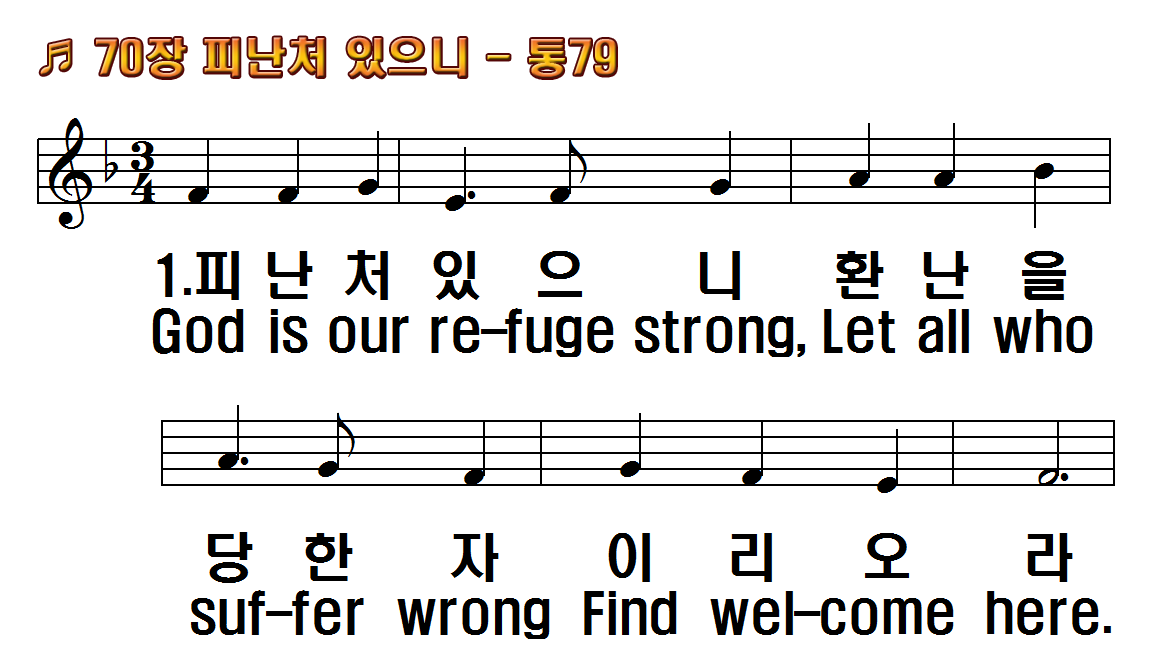 ♬ 70장 피난처 있으니 - 통79
3/4
1.피 난 처 있 으 니 환 난 을
God is our re-fuge strong, Let all who
당 한 자 이 리 오 라
suf-fer wrong Find wel-come here.